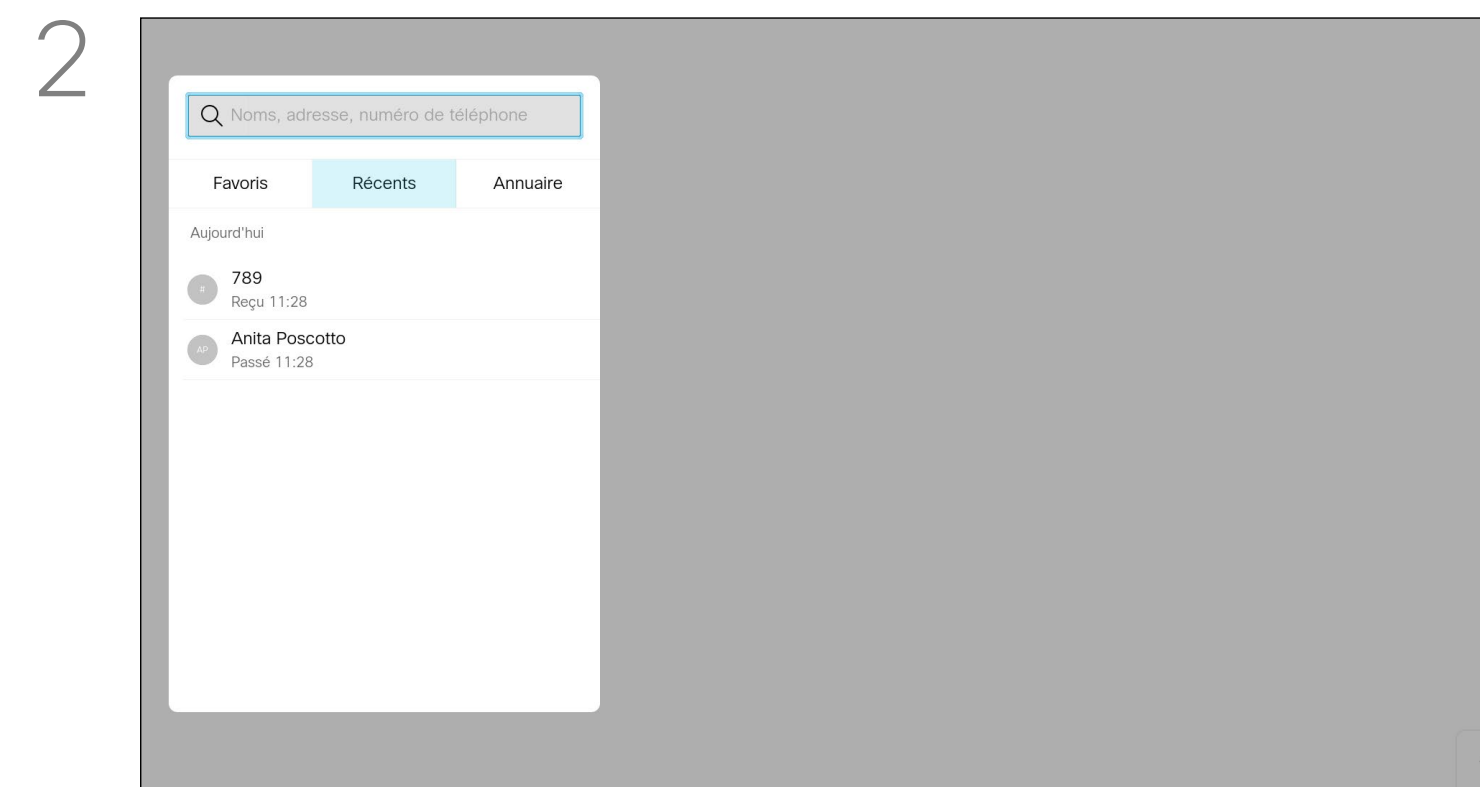 2
Noms, adresse, numéro de téléphone
Favoris Récents Annuaire
Aujourd'hui
#
789
Reçu 11:28
AP
Anita Poscotto
Passé 11:28